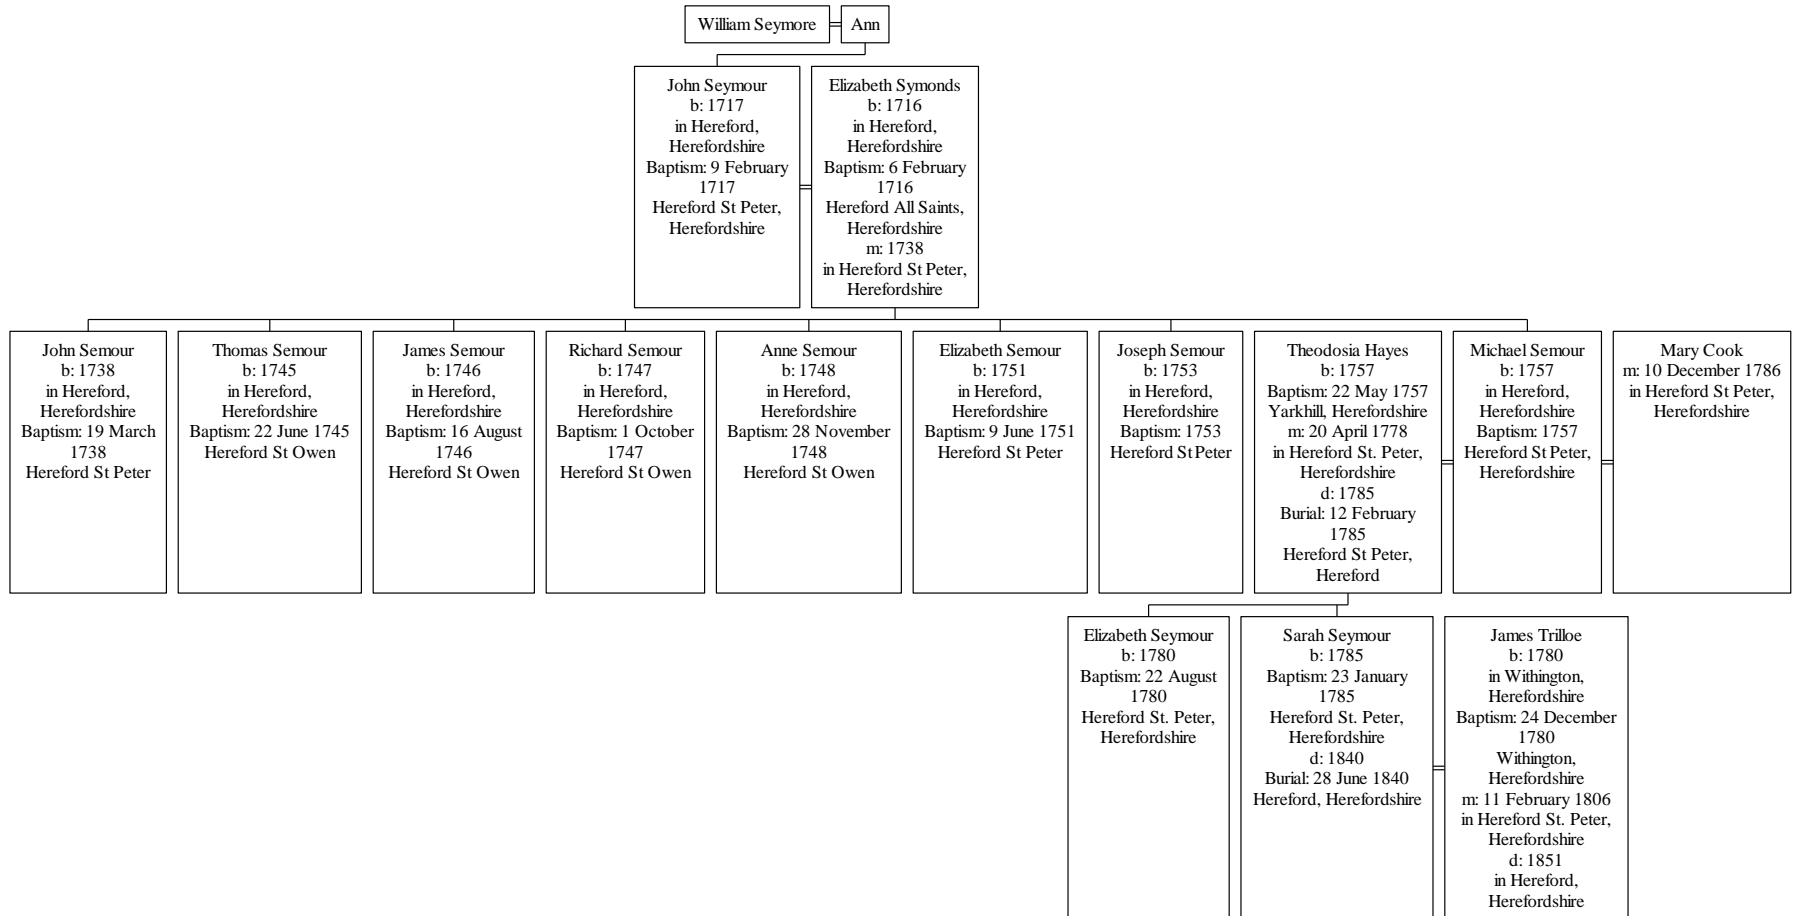 William Seymore
Ann
John Seymour
b: 1717
in Hereford,
Herefordshire
Baptism: 9 February
1717
Hereford St Peter,
Herefordshire
Elizabeth Symonds
b: 1716
in Hereford,
Herefordshire
Baptism: 6 February
1716
Hereford All Saints,
Herefordshire
m: 1738
in Hereford St Peter,
Herefordshire
John Semour
b: 1738
in Hereford,
Herefordshire
Baptism: 19 March
1738
Hereford St Peter
Thomas Semour
b: 1745
in Hereford,
Herefordshire
Baptism: 22 June 1745
Hereford St Owen
James Semour
b: 1746
in Hereford,
Herefordshire
Baptism: 16 August
1746
Hereford St Owen
Richard Semour
b: 1747
in Hereford,
Herefordshire
Baptism: 1 October
1747
Hereford St Owen
Anne Semour
b: 1748
in Hereford,
Herefordshire
Baptism: 28 November
1748
Hereford St Owen
Elizabeth Semour
b: 1751
in Hereford,
Herefordshire
Baptism: 9 June 1751
Hereford St Peter
Joseph Semour
b: 1753
in Hereford,
Herefordshire
Baptism: 1753
Hereford St Peter
Theodosia Hayes
b: 1757
Baptism: 22 May 1757
Yarkhill, Herefordshire
m: 20 April 1778
in Hereford St. Peter,
Herefordshire
d: 1785
Burial: 12 February
1785
Hereford St Peter,
Hereford
Michael Semour
b: 1757
in Hereford,
Herefordshire
Baptism: 1757
Hereford St Peter,
Herefordshire
Mary Cook
m: 10 December 1786
in Hereford St Peter,
Herefordshire
Elizabeth Seymour
b: 1780
Baptism: 22 August
1780
Hereford St. Peter,
Herefordshire
Sarah Seymour
b: 1785
Baptism: 23 January
1785
Hereford St. Peter,
Herefordshire
d: 1840
Burial: 28 June 1840
Hereford, Herefordshire
James Trilloe
b: 1780
in Withington,
Herefordshire
Baptism: 24 December
1780
Withington,
Herefordshire
m: 11 February 1806
in Hereford St. Peter,
Herefordshire
d: 1851
in Hereford,
Herefordshire